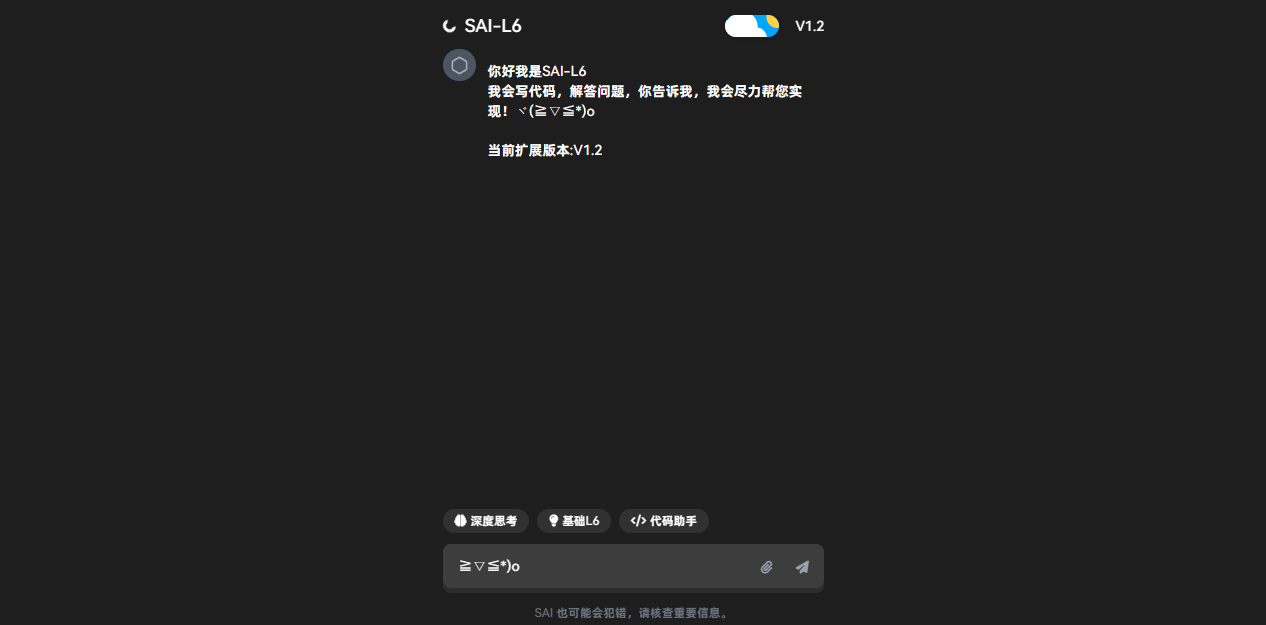 SAI-L6
V1.2
你好我是SAI-L6
我会写代码，解答问题，你告诉我，我会尽力帮您实
现！ヾ(≧▽≦*)o
当前扩展版本:V1.2
深度思考
基础L6
代码助手
≧▽≦*)o
SAI 也可能会犯错，请核查重要信息。